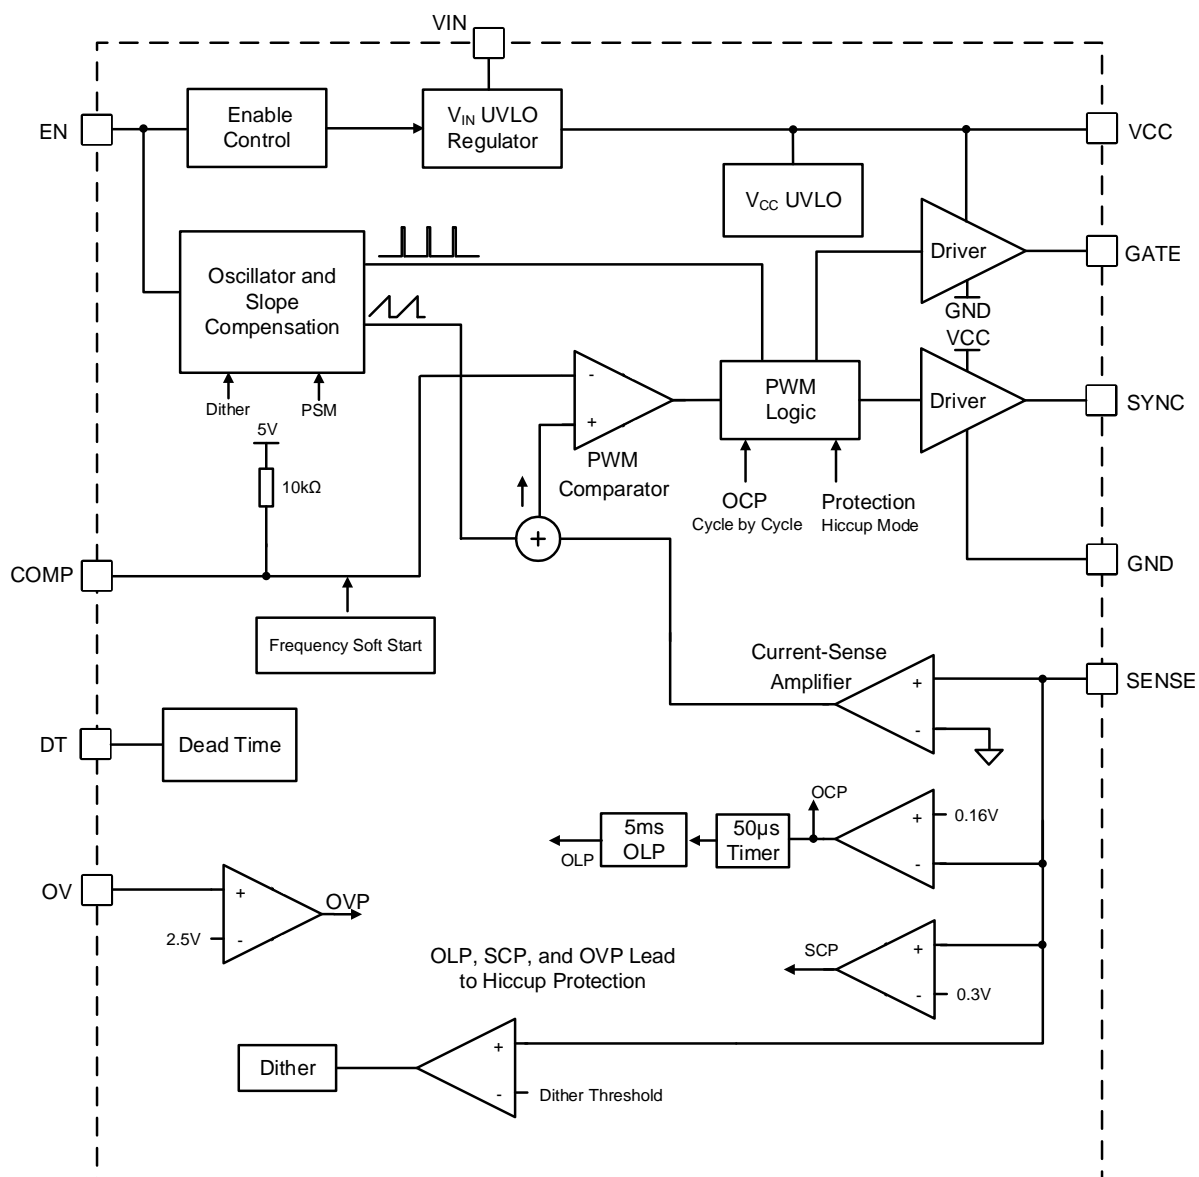 VIN
EN
Enable
Control
VIN UVLO
Regulator
VCC
VCC UVLO
Oscillator and
Slope
Compensation
Driver
GATE
GND
VCC
Dither
PSM
PWM
Logic
Driver
SYNC
-
+
5V
10kΩ
PWM
Comparator
OCP
Cycle by Cycle
Protection
Hiccup Mode
+
COMP
GND
Frequency Soft Start
Current-Sense
Amplifier
+
-
SENSE
DT
Dead Time
OCP
+
-
0.16V
5ms
OLP
50µs
Timer
OLP
OV
+
-
2.5V
OVP
OLP, SCP, and OVP Lead
to Hiccup Protection
SCP
+
-
0.3V
Dither
+
-
Dither Threshold